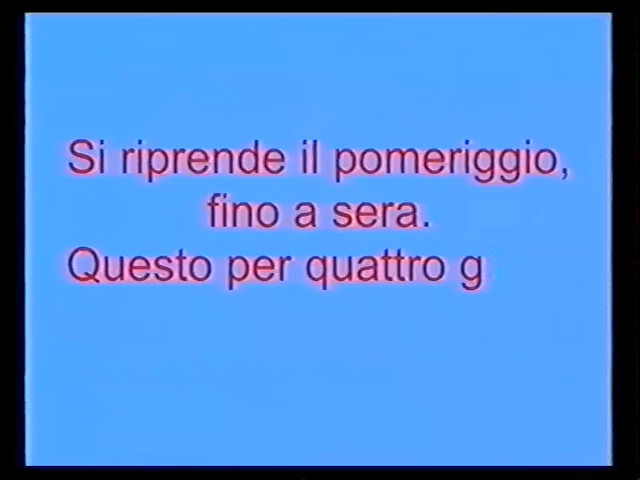 Si riprende il pomeriggio,
fino a sera.
Questo per quattro g